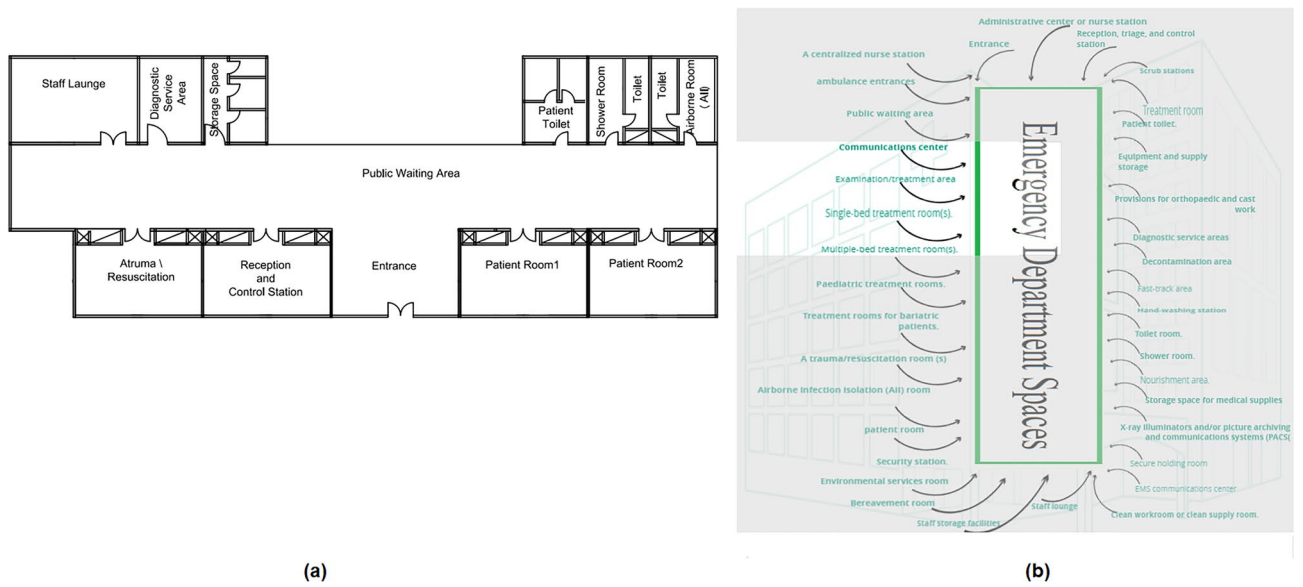 Staff Launge
Diagnostic
Service
Area
Storage Space
Patient
Toilet
Shower Room
Toilet
Toilet
Airborne Room
( AII)
Public Waiting Area
Atruma \
Resuscitation
Reception
and
Control Station
Entrance
Patient Room1
Patient Room2
(a)
Administrative center or nurse station
Entrance
Reception, triage, and control
station
A centralized nurse station
ambulance entrances
Public waiting area
Communications center
Examination/treatment area
Single-bed treatment room(s).
Multiple-bed treatment room(s).
Paediatric treatment rooms.
Treatment rooms for bariatric
patients.
A trauma/resuscitation room (s)
Airborne infection isolation (AII) room
patient room
Security station.
Environmental services room
Bereavement room
Staff storage facilities
Staff lounge
Emergency Department Spaces
Scrub stations
Treatment room
Patient toilet.
Equipment and supply
storage
Provisions for orthopaedic and cast
work
Diagnostic service areas
Decontamination area
Fast-track area
Hand-washing station
Toilet room.
Shower room.
Nourishment area.
Storage space for medical supplies
X-ray illuminators and/or picture archiving
and communications systems (PACS(
Secure holding room
EMS communications center
Clean workroom or clean supply room.
(b)